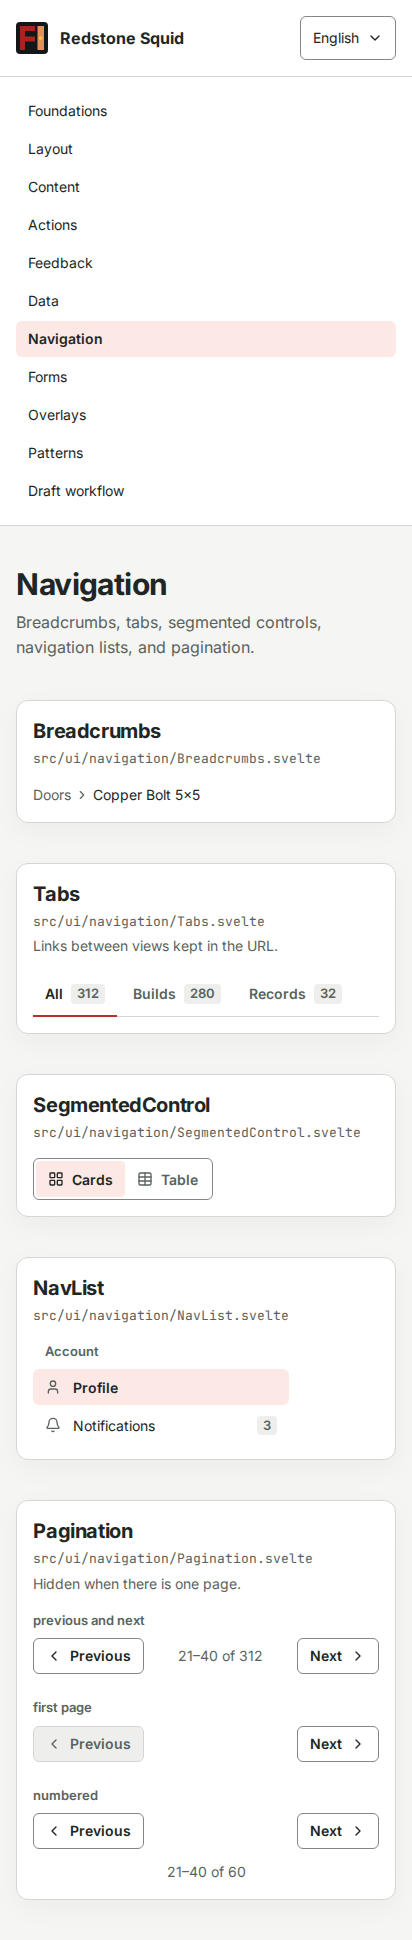 Redstone Squid
English
Foundations
Layout
Content
Actions
Feedback
Data
Navigation
Forms
Overlays
Patterns
Draft workflow
Navigation
Breadcrumbs, tabs, segmented controls,
navigation lists, and pagination.
Breadcrumbs
src/ui/navigation/Breadcrumbs.svelte
Doors > Copper Bolt 5×5
Tabs
src/ui/navigation/Tabs.svelte
Links between views kept in the URL.
All 312 Builds 280 Records 32
SegmentedControl
src/ui/navigation/SegmentedControl.svelte
Cards Table
NavList
src/ui/navigation/NavList.svelte
Account
Profile
Notifications 3
Pagination
src/ui/navigation/Pagination.svelte
Hidden when there is one page.
previous and next
Previous 21–40 of 312 Next
first page
Previous Next
numbered
Previous Next
21–40 of 60